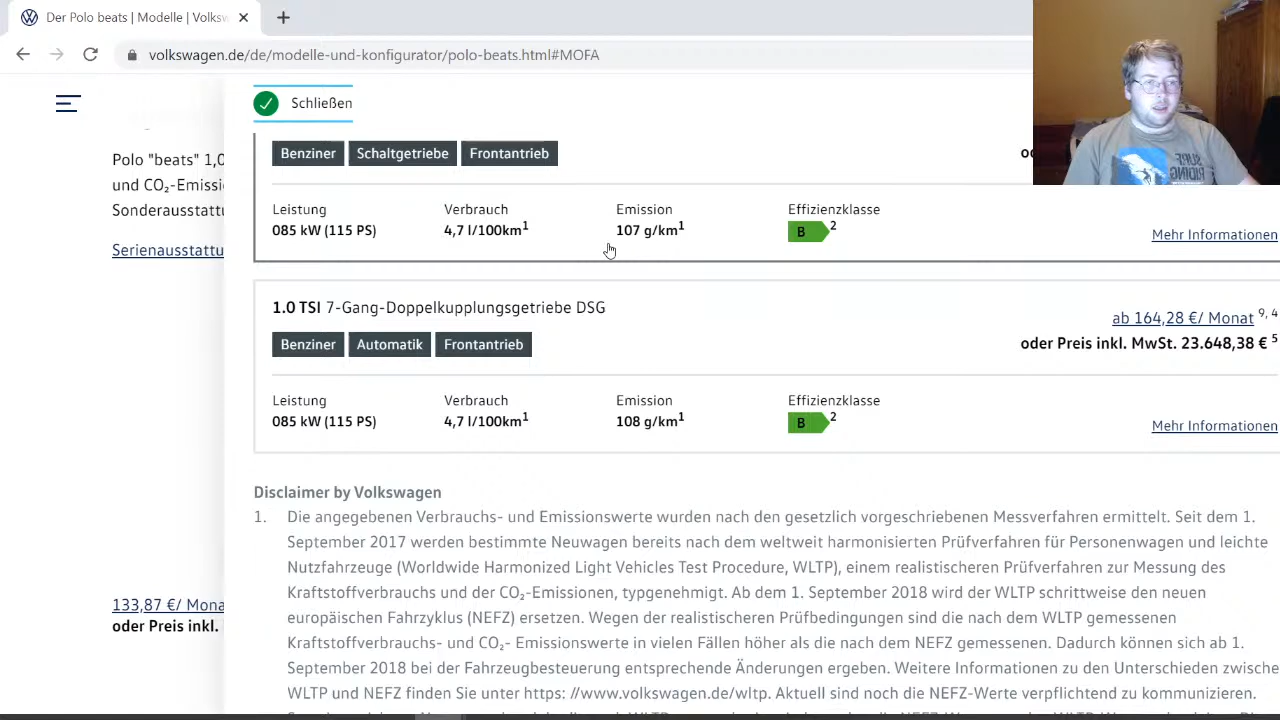 Der Polo beats | Modelle | Volksw
volkswagen.de/de/modelle-und-konfigurator/polo-beats.html#MOFA
Schließen
Polo "beats" 1,0
und CO₂-Emissi
Sonderausstattu
Serienausstattu
133,87 €/ Mona
oder Preis inkl.
Benziner Schaltgetriebe Frontantrieb
Leistung Verbrauch Emission Effizienzklasse
085 kW (115 PS) 4,7 l/100km¹ 107 g/km¹ B ²
Mehr Informationen
1.0 TSI 7-Gang-Doppelkupplungsgetriebe DSG
ab 164,28 €/ Monat 9, 4
Benziner Automatik Frontantrieb
oder Preis inkl. MwSt. 23.648,38 € 5
Leistung Verbrauch Emission Effizienzklasse
085 kW (115 PS) 4,7 l/100km¹ 108 g/km¹ B ²
Mehr Informationen
Disclaimer by Volkswagen
1. Die angegebenen Verbrauchs- und Emissionswerte wurden nach den gesetzlich vorgeschriebenen Messverfahren ermittelt. Seit dem 1.
September 2017 werden bestimmte Neuwagen bereits nach dem weltweit harmonisierten Prüfverfahren für Personenwagen und leichte
Nutzfahrzeuge (Worldwide Harmonized Light Vehicles Test Procedure, WLTP), einem realistischeren Prüfverfahren zur Messung des
Kraftstoffverbrauchs und der CO₂-Emissionen, typgenehmigt. Ab dem 1. September 2018 wird der WLTP schrittweise den neuen
europäischen Fahrzyklus (NEFZ) ersetzen. Wegen der realistischeren Prüfbedingungen sind die nach dem WLTP gemessenen
Kraftstoffverbrauchs- und CO₂- Emissionswerte in vielen Fällen höher als die nach dem NEFZ gemessenen. Dadurch können sich ab 1.
September 2018 bei der Fahrzeugbesteuerung entsprechende Änderungen ergeben. Weitere Informationen zu den Unterschieden zwische
WLTP und NEFZ finden Sie unter https: //www.volkswagen.de/wltp. Aktuell sind noch die NEFZ-Werte verpflichtend zu kommunizieren.